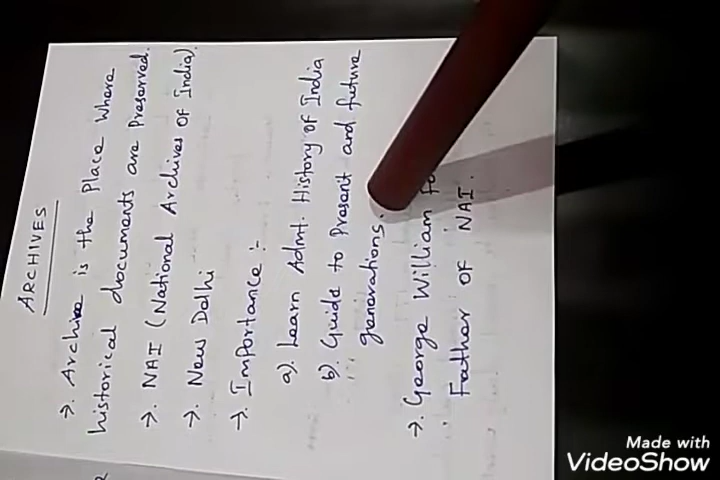 ARCHIVES
→. Archive is the Place where
historical documents are Preserved.
→. NAI (National Archives of India)
→. New Delhi
→. Importance :-
a). Learn Admt. History of India
b). Guide to Present and future
generations.
→. George William
Father of NAI.
Made with
VideoShow